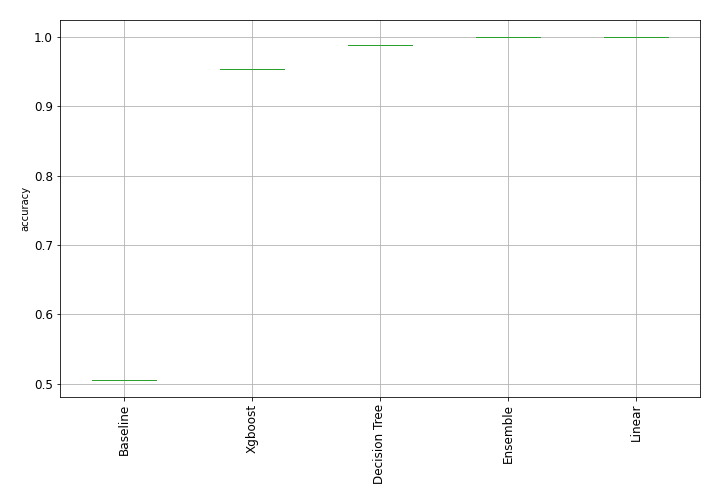 1.0
0.9
0.8
0.7
0.6
0.5
accuracy
Baseline
Xgboost
Decision Tree
Ensemble
Linear